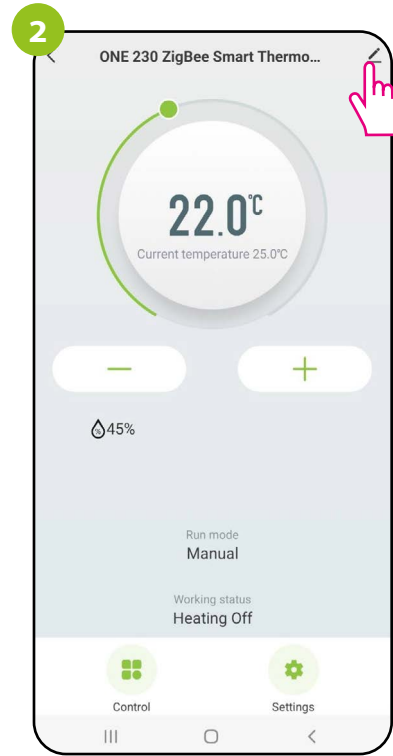 2
ONE 230 ZigBee Smart Thermo...
22.0°C
Current temperature 25.0°C
%
45%
Run mode
Manual
Working status
Heating Off
Control
Settings